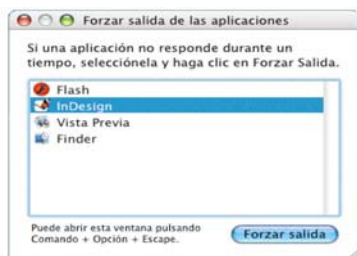 Forzar salida de las aplicaciones
Si una aplicación no responde durante un
tiempo, selecciónela y haga clic en Forzar Salida.
Flash
InDesign
Vista Previa
Finder
Puede abrir esta ventana pulsando
Comando + Opción + Escape.
Forzar salida